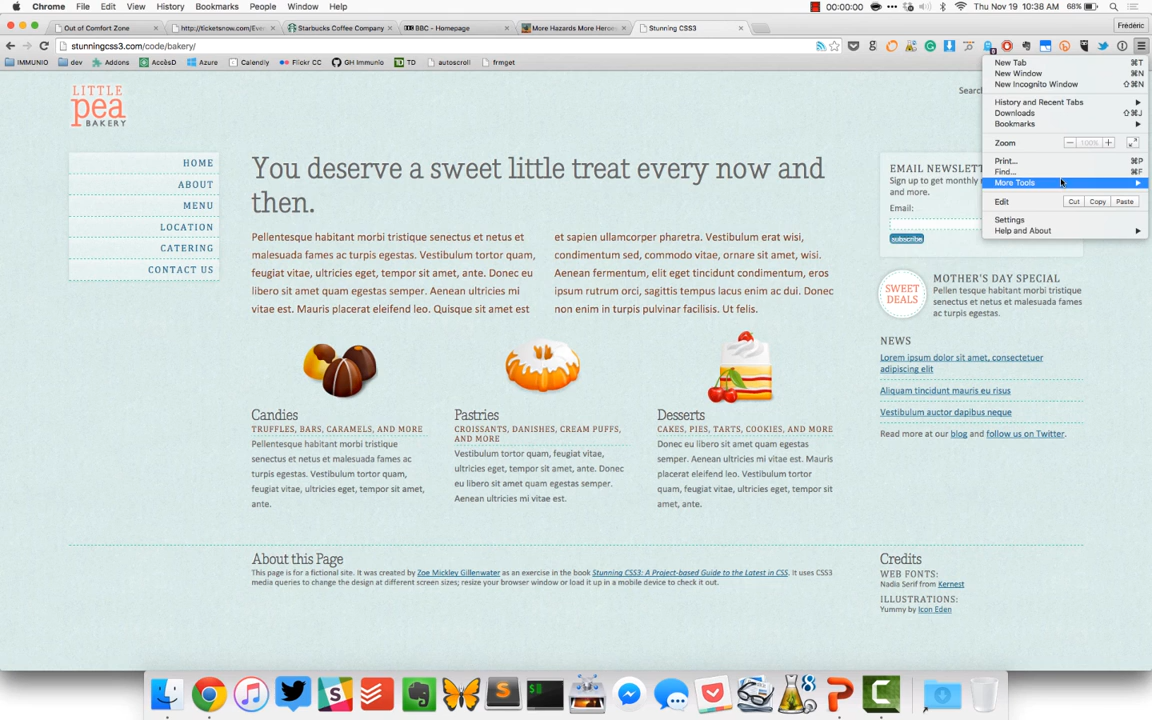 Chrome File Edit View History Bookmarks People Window Help
00:00:00 Thu Nov 19 10:38 AM 68%
Out of Comfort Zone
http://ticketsnow.com/Even
Starbucks Coffee Company
BBC - Homepage
More Hazards More Heroes
Stunning CSS3
Frédéric
stunningcss3.com/code/bakery/
IMMUNIO dev Addons AccèsD Azure Calendly Flickr CC GH Immunio TD autoscroll frmget
New Tab ⌘T
New Window ⌘N
New Incognito Window ⇧⌘N
History and Recent Tabs
Downloads ⇧⌘J
Bookmarks
Zoom − 100% +
Print... ⌘P
Find... ⌘F
More Tools
Edit Cut Copy Paste
Settings
Help and About
LITTLE
pea
BAKERY
Search
HOME
ABOUT
MENU
LOCATION
CATERING
CONTACT US
You deserve a sweet little treat every now and
then.
Pellentesque habitant morbi tristique senectus et netus et
malesuada fames ac turpis egestas. Vestibulum tortor quam,
feugiat vitae, ultricies eget, tempor sit amet, ante. Donec eu
libero sit amet quam egestas semper. Aenean ultricies mi
vitae est. Mauris placerat eleifend leo. Quisque sit amet est
et sapien ullamcorper pharetra. Vestibulum erat wisi,
condimentum sed, commodo vitae, ornare sit amet, wisi.
Aenean fermentum, elit eget tincidunt condimentum, eros
ipsum rutrum orci, sagittis tempus lacus enim ac dui. Donec
non enim in turpis pulvinar facilisis. Ut felis.
Candies
TRUFFLES, BARS, CARAMELS, AND MORE
Pellentesque habitant morbi tristique
senectus et netus et malesuada fames ac
turpis egestas. Vestibulum tortor quam,
feugiat vitae, ultricies eget, tempor sit amet,
ante.
Pastries
CROISSANTS, DANISHES, CREAM PUFFS,
AND MORE
Vestibulum tortor quam, feugiat vitae,
ultricies eget, tempor sit amet, ante. Donec
eu libero sit amet quam egestas semper.
Aenean ultricies mi vitae est.
Desserts
CAKES, PIES, TARTS, COOKIES, AND MORE
Donec eu libero sit amet quam egestas
semper. Aenean ultricies mi vitae est. Mauris
placerat eleifend leo. Vestibulum tortor
quam, feugiat vitae, ultricies eget, tempor sit
amet, ante.
EMAIL NEWSLET
Sign up to get monthly
and more.
Email:
subscribe
SWEET
DEALS
MOTHER'S DAY SPECIAL
Pellen tesque habitant morbi tristique
senectus et netus et malesuada fames
ac turpis egestas.
NEWS
Lorem ipsum dolor sit amet, consectetuer
adipiscing elit
Aliquam tincidunt mauris eu risus
Vestibulum auctor dapibus neque
Read more at our blog and follow us on Twitter.
About this Page
This page is for a fictional site. It was created by Zoe Mickley Gillenwater as an exercise in the book Stunning CSS3: A Project-based Guide to the Latest in CSS. It uses CSS3
media queries to change the design at different screen sizes; resize your browser window or load it up in a mobile device to check it out.
Credits
WEB FONTS:
Nadia Serif from Kernest
ILLUSTRATIONS:
Yummy by Icon Eden